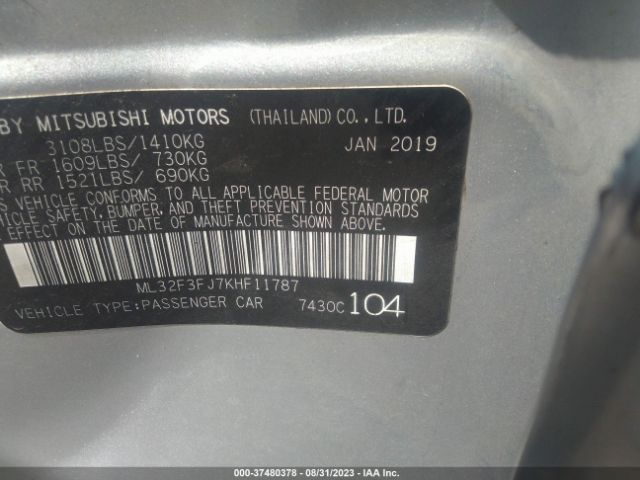 BY MITSUBISHI MOTORS (THAILAND)CO.,LTD.
3108LBS/1410KG JAN 2019
FR 1609LBS/ 730KG
RR 1521LBS/ 690KG
VEHICLE CONFORMS TO ALL APPLICABLE FEDERAL MOTOR
VEHICLE SAFETY, BUMPER, AND THEFT PREVENTION STANDARDS
EFFECT ON THE DATE OF MANUFACTURE SHOWN ABOVE.
ML32F3FJ7KHF11787
VEHICLE TYPE:PASSENGER CAR 7430C 104
000-37480378 - 08/31/2023 - IAA Inc.